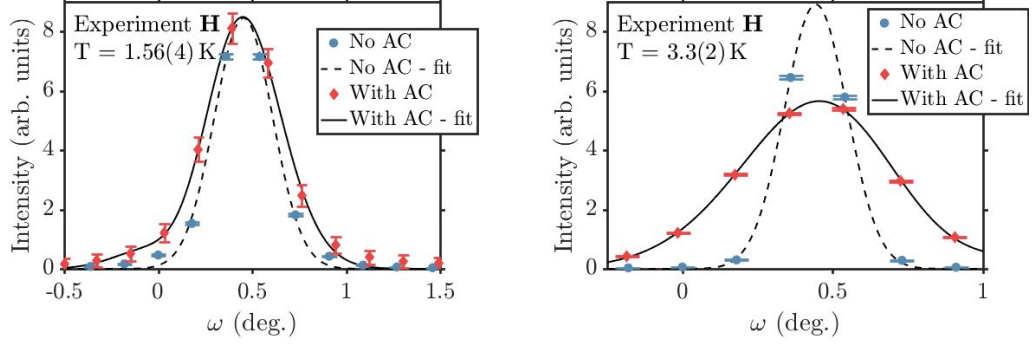 Experiment H
T = 1.56(4) K
No AC
No AC - fit
With AC
With AC - fit
Intensity (arb. units)
8
6
4
2
0
-0.5
0
0.5
1
1.5
ω (deg.)
Experiment H
T = 3.3(2) K
No AC
No AC - fit
With AC
With AC - fit
Intensity (arb. units)
8
6
4
2
0
0
0.5
1
ω (deg.)